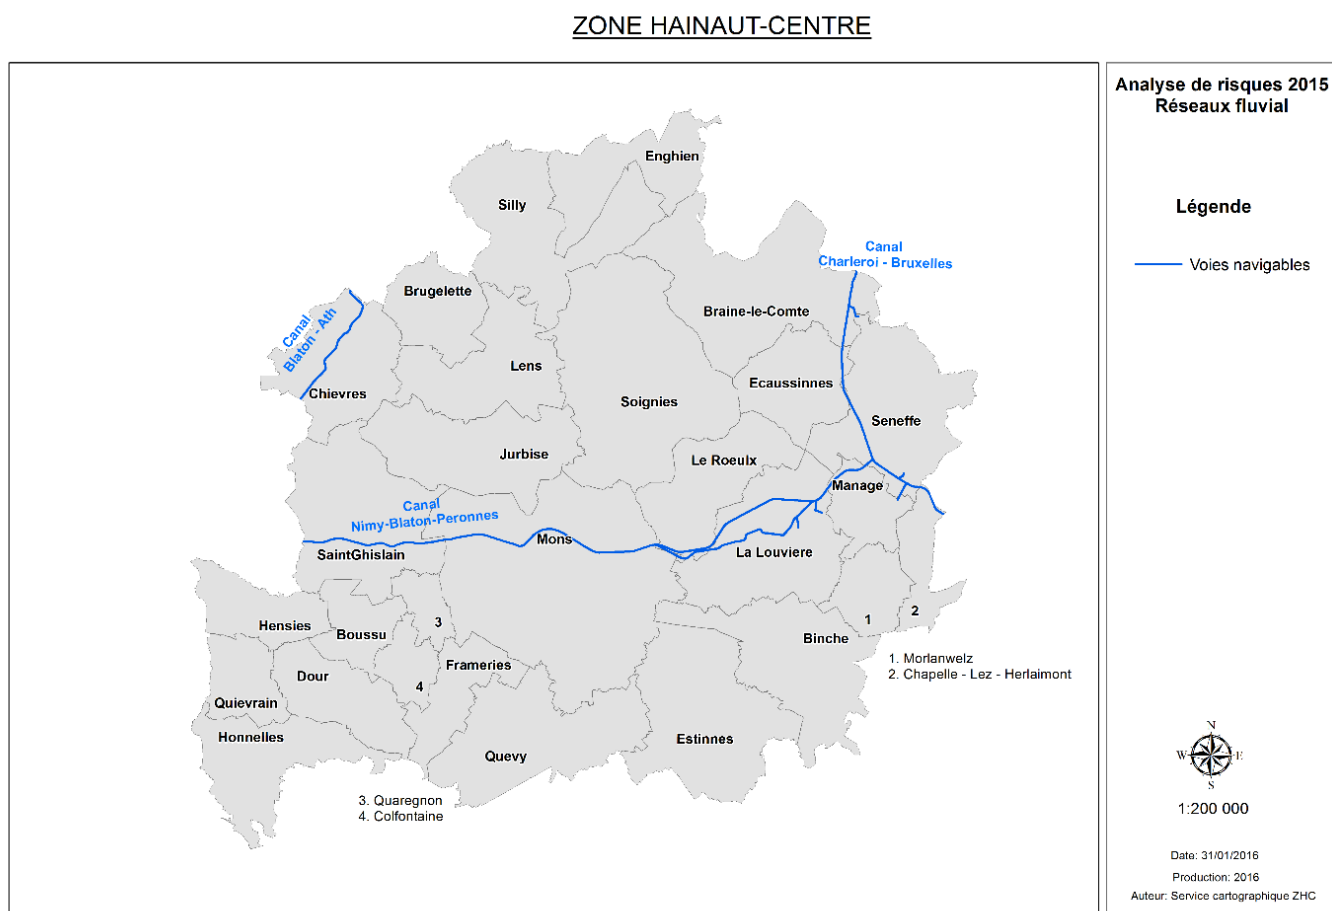 ZONE HAINAUT-CENTRE
Analyse de risques 2015
Réseaux fluvial
Légende
Voies navigables
Enghien
Silly
Canal
Charleroi - Bruxelles
Brugelette
Braine-le-Comte
Canal
Blaton - Ath
Lens
Ecaussinnes
Chievres
Soignies
Seneffe
Jurbise
Le Roeulx
Manage
Canal
Nimy-Blaton-Peronnes
Mons
SaintGhislain
La Louviere
Hensies
Boussu
3
1
2
Binche
Frameries
Dour
4
1. Morlanwelz
2. Chapelle - Lez - Herlaimont
Quievrain
Honnelles
Estinnes
Quevy
3. Quaregnon
4. Colfontaine
N
W
E
S
1:200 000
Date: 31/01/2016
Production: 2016
Auteur: Service cartographique ZHC